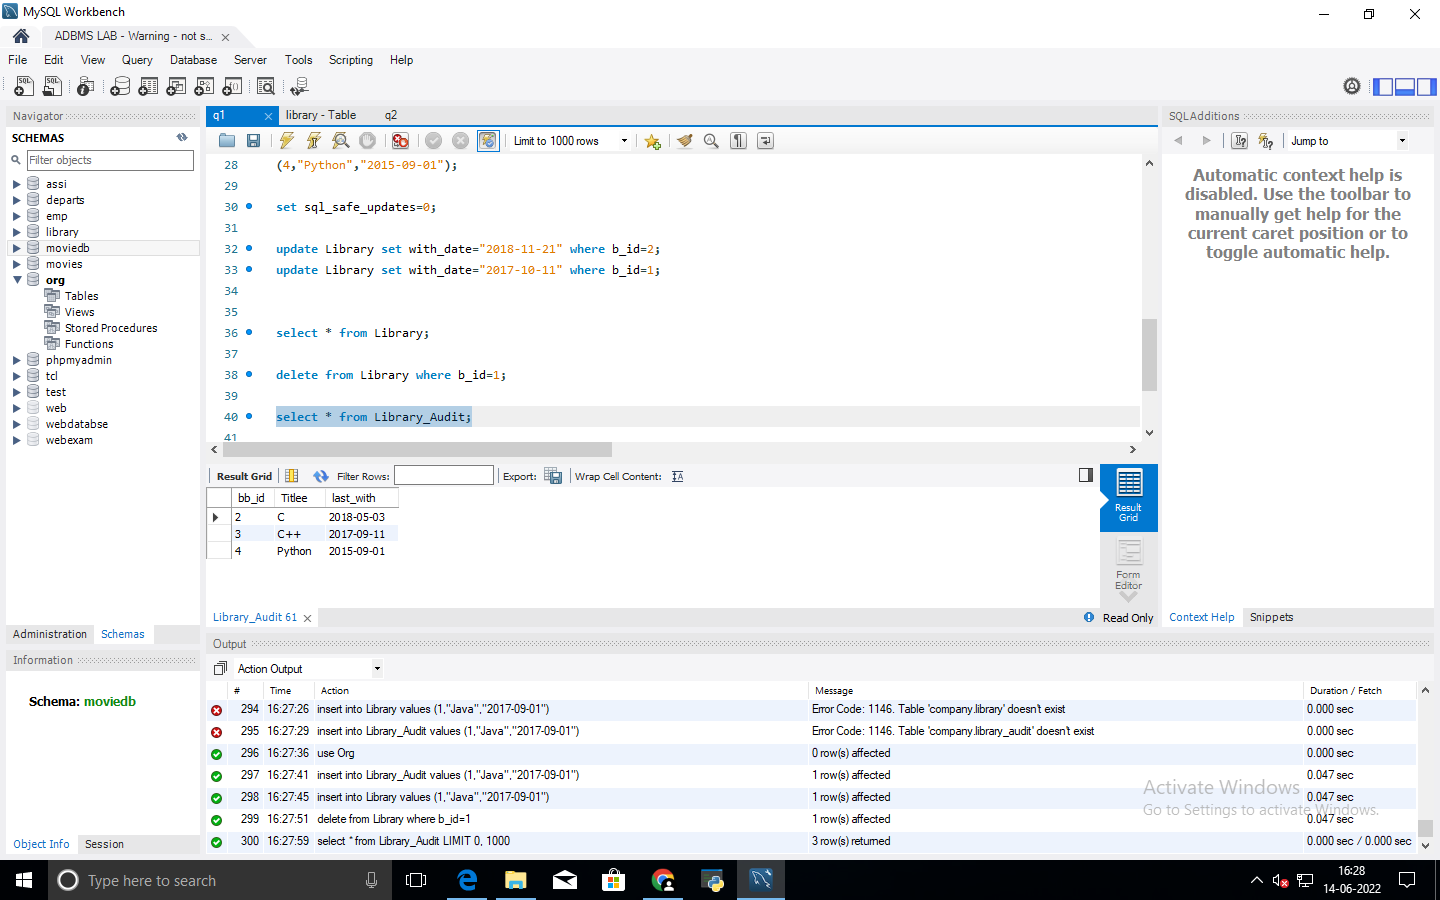 MySQL Workbench
ADBMS LAB - Warning - not s...
File Edit View Query Database Server Tools Scripting Help
Navigator
SCHEMAS
Filter objects
assi
departs
emp
library
moviedb
movies
org
Tables
Views
Stored Procedures
Functions
phpmyadmin
tcl
test
web
webdatabse
webexam
Administration Schemas
Information
Schema: moviedb
Object Info Session
q1 library - Table q2
Limit to 1000 rows
28 (4,"Python","2015-09-01");
29
30 set sql_safe_updates=0;
31
32 update Library set with_date="2018-11-21" where b_id=2;
33 update Library set with_date="2017-10-11" where b_id=1;
34
35
36 select * from Library;
37
38 delete from Library where b_id=1;
39
40 select * from Library_Audit;
41
Result Grid Filter Rows: Export: Wrap Cell Content:
bb_id Titlee last_with
2 C 2018-05-03
3 C++ 2017-09-11
4 Python 2015-09-01
Result Grid
Form Editor
Library_Audit 61
Read Only
SQLAdditions
Jump to
Automatic context help is
disabled. Use the toolbar to
manually get help for the
current caret position or to
toggle automatic help.
Context Help Snippets
Output
Action Output
# Time Action Message Duration / Fetch
294 16:27:26 insert into Library values (1,"Java","2017-09-01") Error Code: 1146. Table 'company.library' doesn't exist 0.000 sec
295 16:27:29 insert into Library_Audit values (1,"Java","2017-09-01") Error Code: 1146. Table 'company.library_audit' doesn't exist 0.000 sec
296 16:27:36 use Org 0 row(s) affected 0.000 sec
297 16:27:41 insert into Library_Audit values (1,"Java","2017-09-01") 1 row(s) affected 0.047 sec
298 16:27:45 insert into Library values (1,"Java","2017-09-01") 1 row(s) affected 0.047 sec
299 16:27:51 delete from Library where b_id=1 1 row(s) affected 0.047 sec
300 16:27:59 select * from Library_Audit LIMIT 0, 1000 3 row(s) returned 0.000 sec / 0.000 sec
Activate Windows
Go to Settings to activate Windows.
Type here to search
16:28
14-06-2022